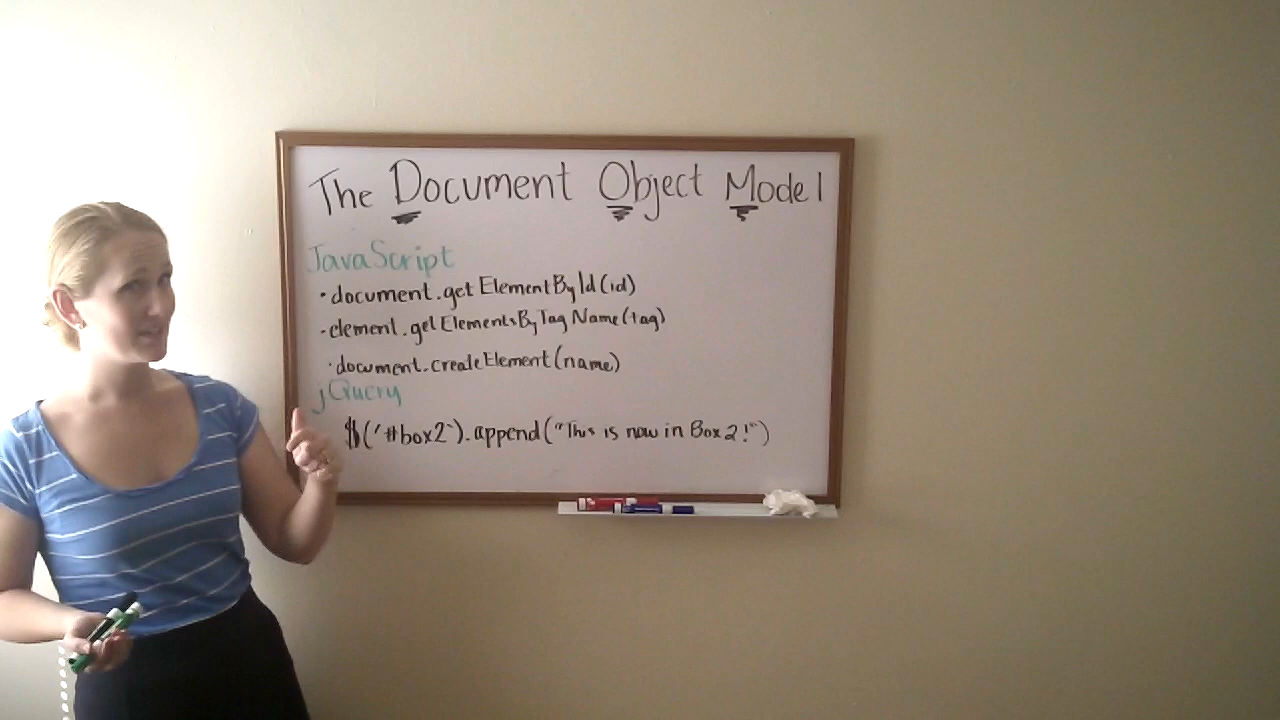 The Document Object Model
JavaScript
• document.getElementById(id)
• element.getElementsByTagName(tag)
• document.createElement(name)
jQuery
$('#box2').append("This is now in Box 2!")